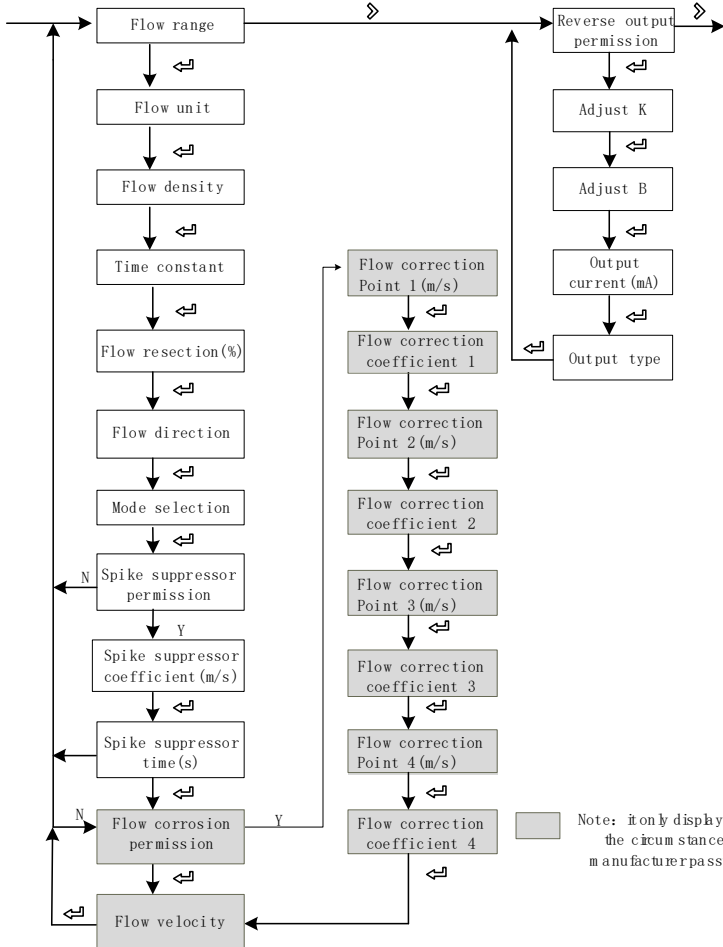 Flow range
Flow unit
Flow density
Time constant
Flow resection(%)
Flow direction
Mode selection
N
Spike suppressor
permission
Y
Spike suppressor
coefficient(m/s)
Spike suppressor
time(s)
N
Flow corrosion
permission
Y
Flow velocity
Flow correction
Point 1(m/s)
Flow correction
coefficient 1
Flow correction
Point 2(m/s)
Flow correction
coefficient 2
Flow correction
Point 3(m/s)
Flow correction
coefficient 3
Flow correction
Point 4(m/s)
Flow correction
coefficient 4
Reverse output
permission
Adjust K
Adjust B
Output
current(mA)
Output type
Note: it only display
the circumstance
manufacturer pass